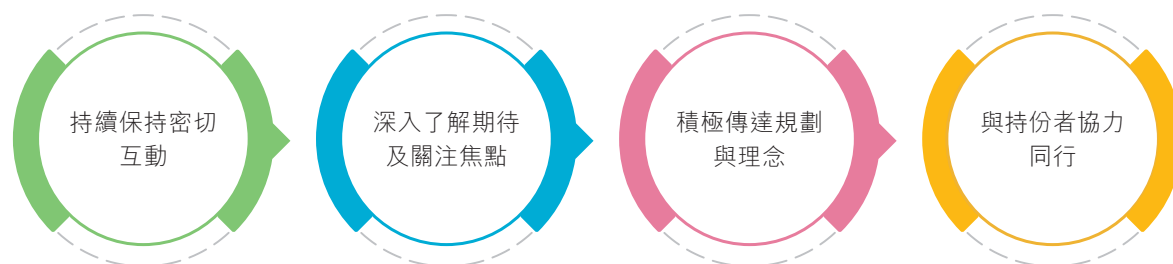 持續保持密切
互動
深入了解期待
及關注焦點
積極傳達規劃
與理念
與持份者協力
同行